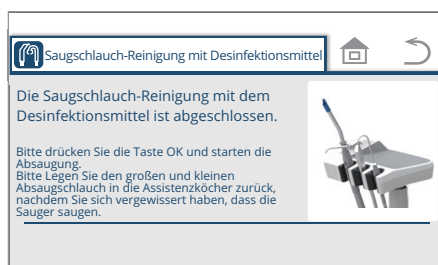 Saugschlauch-Reinigung mit Desinfektionsmittel
Die Saugschlauch-Reinigung mit dem
Desinfektionsmittel ist abgeschlossen.
Bitte drücken Sie die Taste OK und starten die
Absaugung.
Bitte Legen Sie den großen und kleinen
Absaugschlauch in die Assistenzköcher zurück,
nachdem Sie sich vergewissert haben, dass die
Sauger saugen.